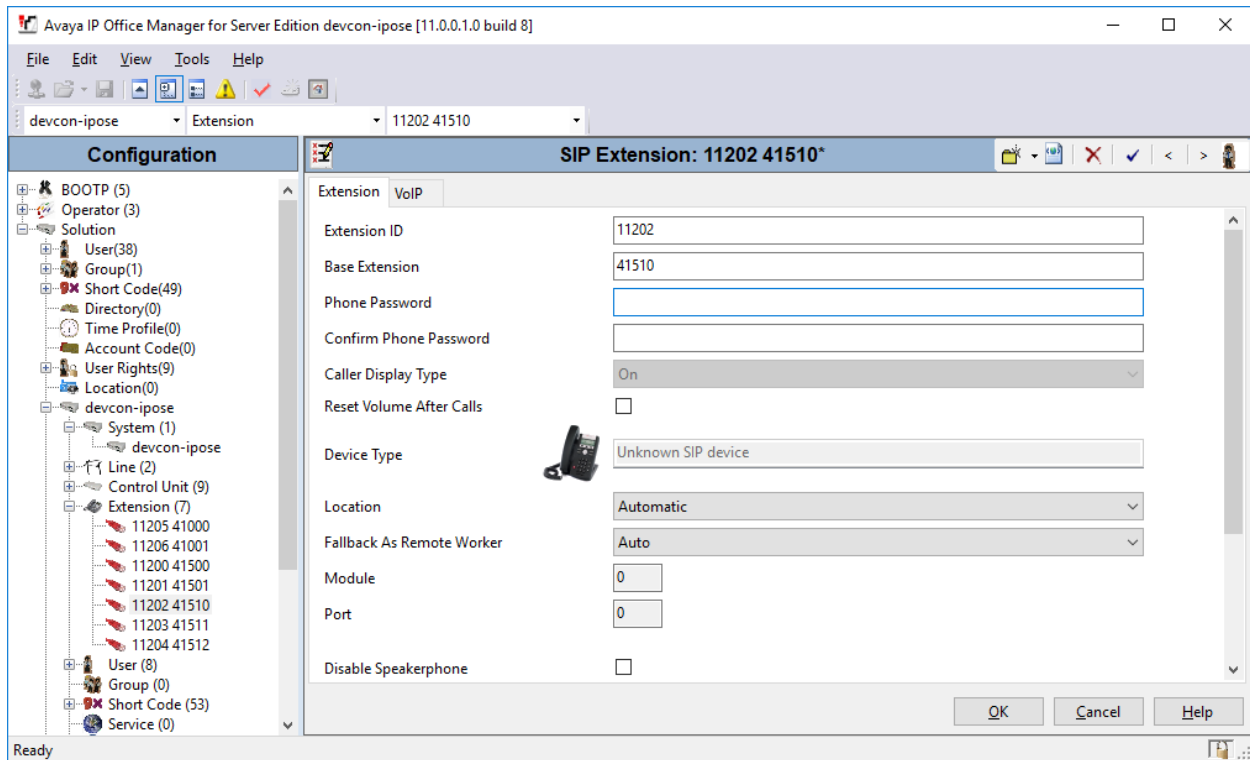 Avaya IP Office Manager for Server Edition devcon-ipose [11.0.0.1.0 build 8]
File Edit View Tools Help
devcon-ipose Extension 11202 41510
Configuration
BOOTP (5)
Operator (3)
Solution
User(38)
Group(1)
Short Code(49)
Directory(0)
Time Profile(0)
Account Code(0)
User Rights(9)
Location(0)
devcon-ipose
System (1)
devcon-ipose
Line (2)
Control Unit (9)
Extension (7)
11205 41000
11206 41001
11200 41500
11201 41501
11202 41510
11203 41511
11204 41512
User (8)
Group (0)
Short Code (53)
Service (0)
SIP Extension: 11202 41510*
Extension VoIP
Extension ID 11202
Base Extension 41510
Phone Password
Confirm Phone Password
Caller Display Type On
Reset Volume After Calls
Device Type Unknown SIP device
Location Automatic
Fallback As Remote Worker Auto
Module 0
Port 0
Disable Speakerphone
OK Cancel Help
Ready